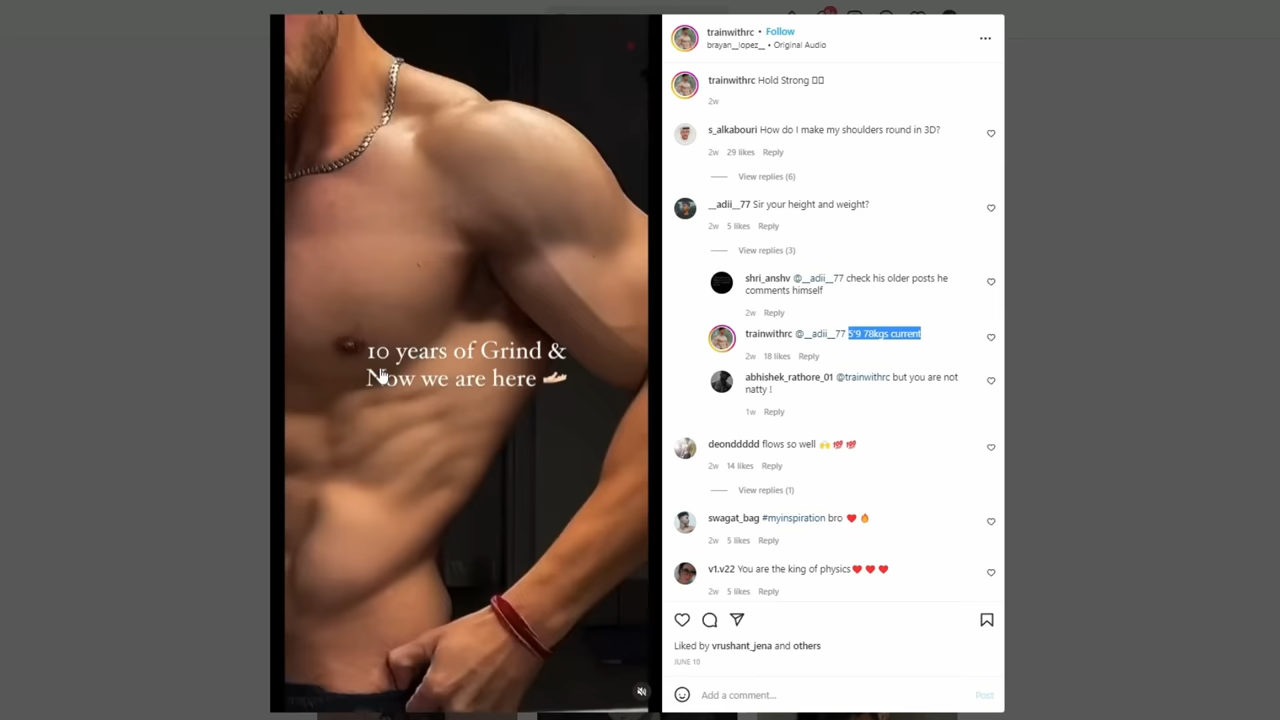 10 years of Grind &
Now we are here
trainwithrc • Follow
brayan__lopez__ • Original Audio
trainwithrc Hold Strong
2w
s_alkabouri How do I make my shoulders round in 3D?
2w 29 likes Reply
View replies (6)
__adii__77 Sir your height and weight?
2w 5 likes Reply
View replies (3)
shri_anshv @__adii__77 check his older posts he
comments himself
2w Reply
trainwithrc @__adii__77 5'9 78kgs current
2w 18 likes Reply
abhishek_rathore_01 @trainwithrc but you are not
natty !
1w Reply
deonddddd flows so well 🙌 💯 💯
2w 14 likes Reply
View replies (1)
swagat_bag #myinspiration bro ❤️ 🔥
2w 5 likes Reply
v1.v22 You are the king of physics❤️ ❤️ ❤️
2w 5 likes Reply
Liked by vrushant_jena and others
JUNE 10
Add a comment...
Post